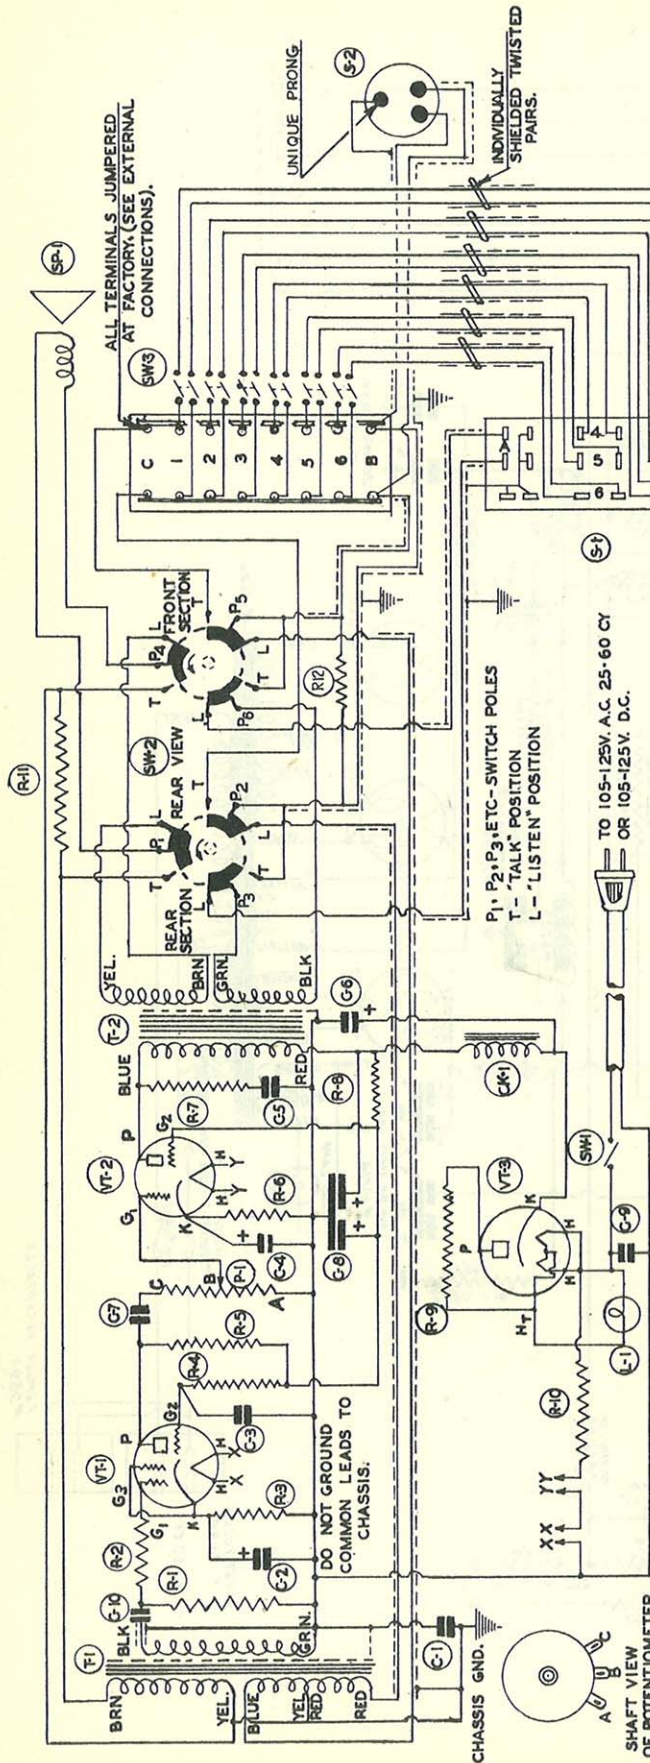 R-11
SP-1
ALL TERMINALS JUMPERED
AT FACTORY. (SEE EXTERNAL
CONNECTIONS).
UNIQUE PRONG
S-2
INDIVIDUALLY
SHIELDED TWISTED
PAIRS.
SW3
C
1
2
3
4
5
6
B
SW-2
REAR VIEW
REAR
SECTION
FRONT
SECTION
T
L
P4
L
T
P5
L
T
P6
L
T
L
T
P2
L
T
P3
L
R12
A
4
5
6
S-1
P1, P2, P3, ETC-SWITCH POLES
T-"TALK" POSITION
L-"LISTEN" POSITION
TO 105-125V. A.C. 25-60 CY
OR 105-125V. D.C.
YEL.
BRN
GRN.
BLK
T-2
BLUE
RED
C-6
R-7
C-5
R-8
VT-2
P
G2
G1
K
H
H
Y
Y
R-6
C-4
C-8
C
B
P-1
A
C-7
R-5
R-4
VT-1
P
G2
G3
G1
K
H
H
X
X
C-3
R-3
C-2
R-2
R-1
C-10
DO NOT GROUND
COMMON LEADS TO
CHASSIS.
T-1
BLK
GRN.
BRN
YEL.
BLUE
YEL
RED
RED
C-1
CHASSIS GND.
CK-1
SW-1
VT-3
P
K
H
H
HT
R-9
C-9
L-1
R-10
XX
YY
A
B
C
SHAFT VIEW
OF POTENTIOMETER